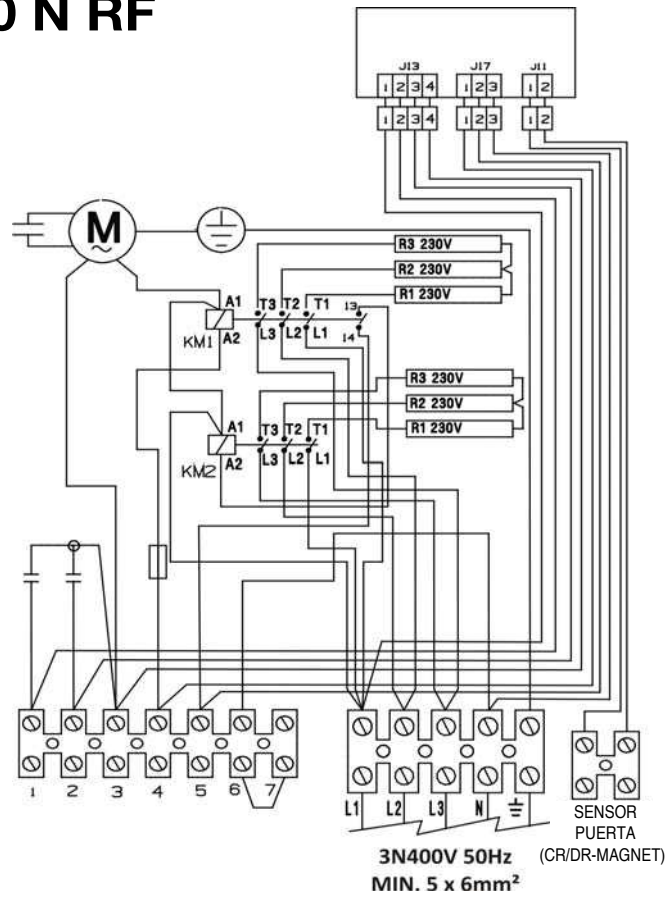 0 N RF
J13 J17 J11
1 2 3 4 1 2 3 1 2
1 2 3 4 1 2 3 1 2
M
~
R3 230V
R2 230V
R1 230V
A1 T3 T2 T1 13
KM1 A2 L3 L2 L1 14
R3 230V
R2 230V
R1 230V
A1 T3 T2 T1
KM2 A2 L3 L2 L1
1 2 3 4 5 6 7
L1 L2 L3 N
SENSOR
PUERTA
(CR/DR-MAGNET)
3N400V 50Hz
MIN. 5 x 6mm²